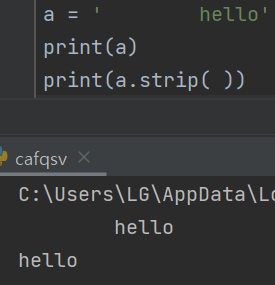 a = '        hello'
print(a)
print(a.strip( ))
cafqsv
C:\Users\LG\AppData\Lo
        hello
hello